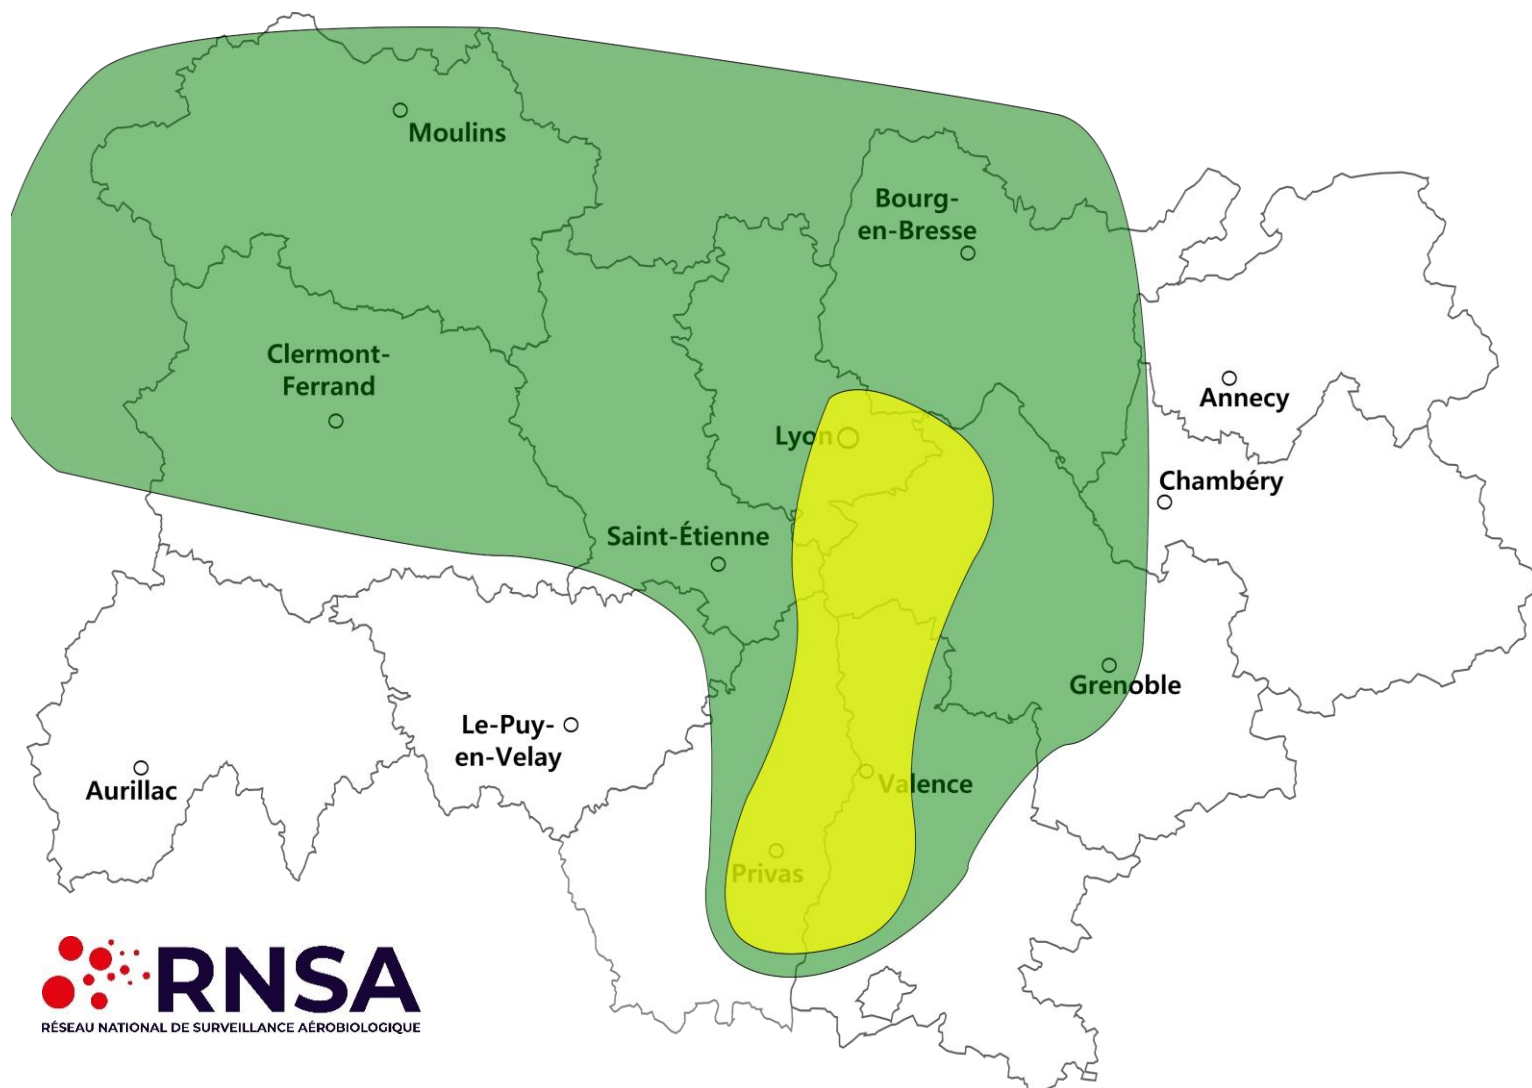 Moulins
Bourg-
en-Bresse
Clermont-
Ferrand
Annecy
Lyon
Chambéry
Saint-Étienne
Grenoble
Le-Puy-
en-Velay
Aurillac
Valence
Privas
RNSA
RÉSEAU NATIONAL DE SURVEILLANCE AÉROBIOLOGIQUE